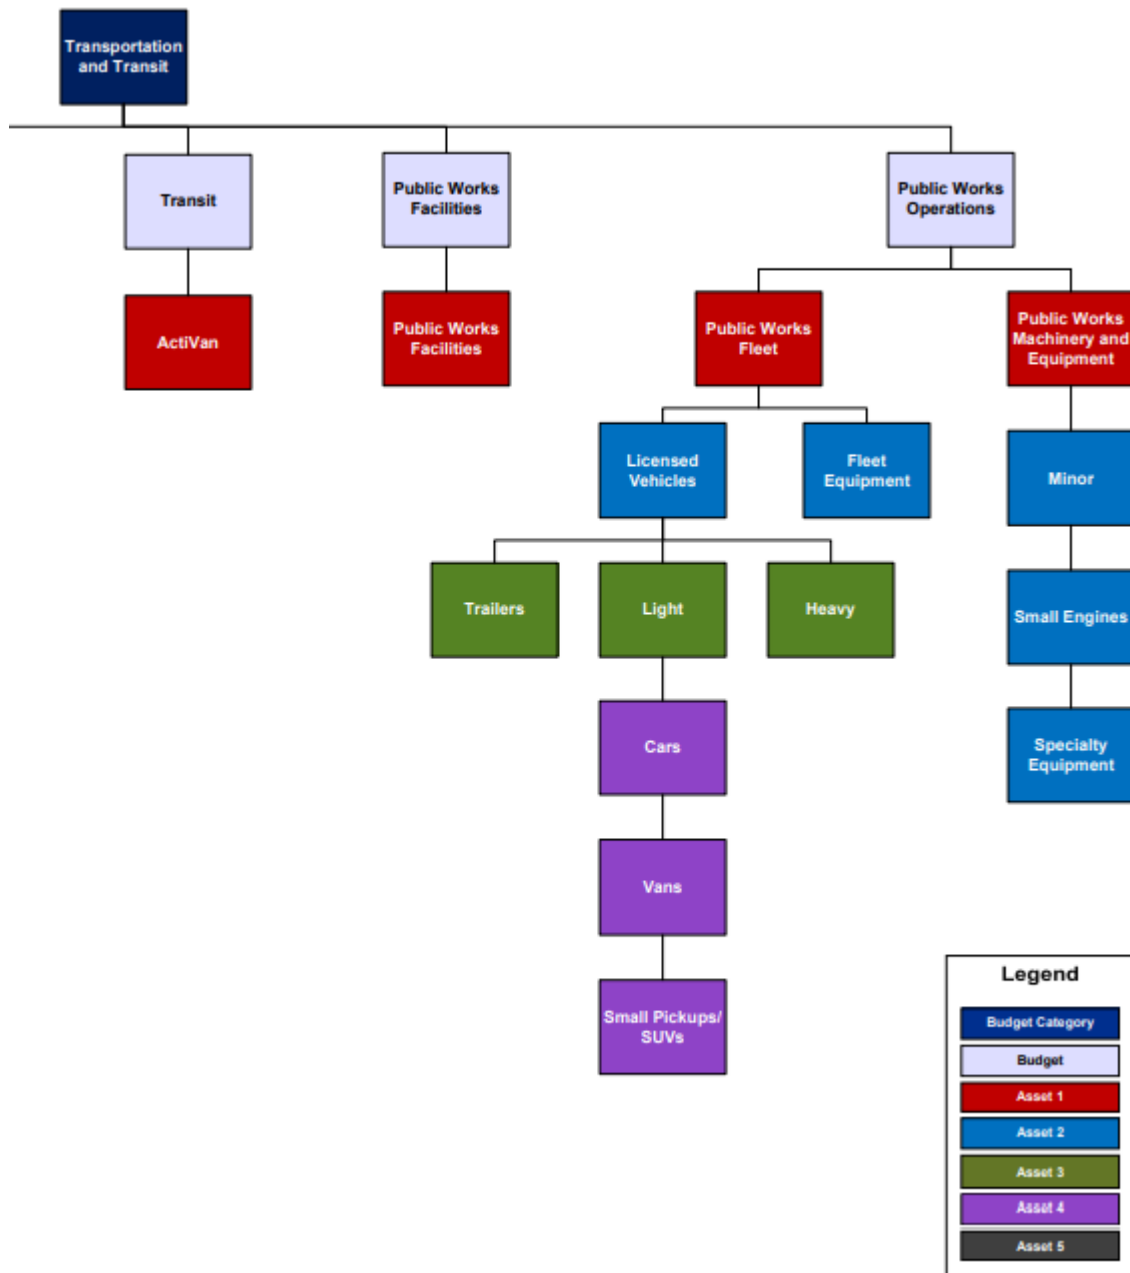 Transportation
and Transit
Transit
Public Works
Facilities
Public Works
Operations
ActiVan
Public Works
Facilities
Public Works
Fleet
Public Works
Machinery and
Equipment
Licensed
Vehicles
Fleet
Equipment
Minor
Trailers
Light
Heavy
Small Engines
Cars
Specialty
Equipment
Vans
Small Pickups/
SUVs
Legend
Budget Category
Budget
Asset 1
Asset 2
Asset 3
Asset 4
Asset 5